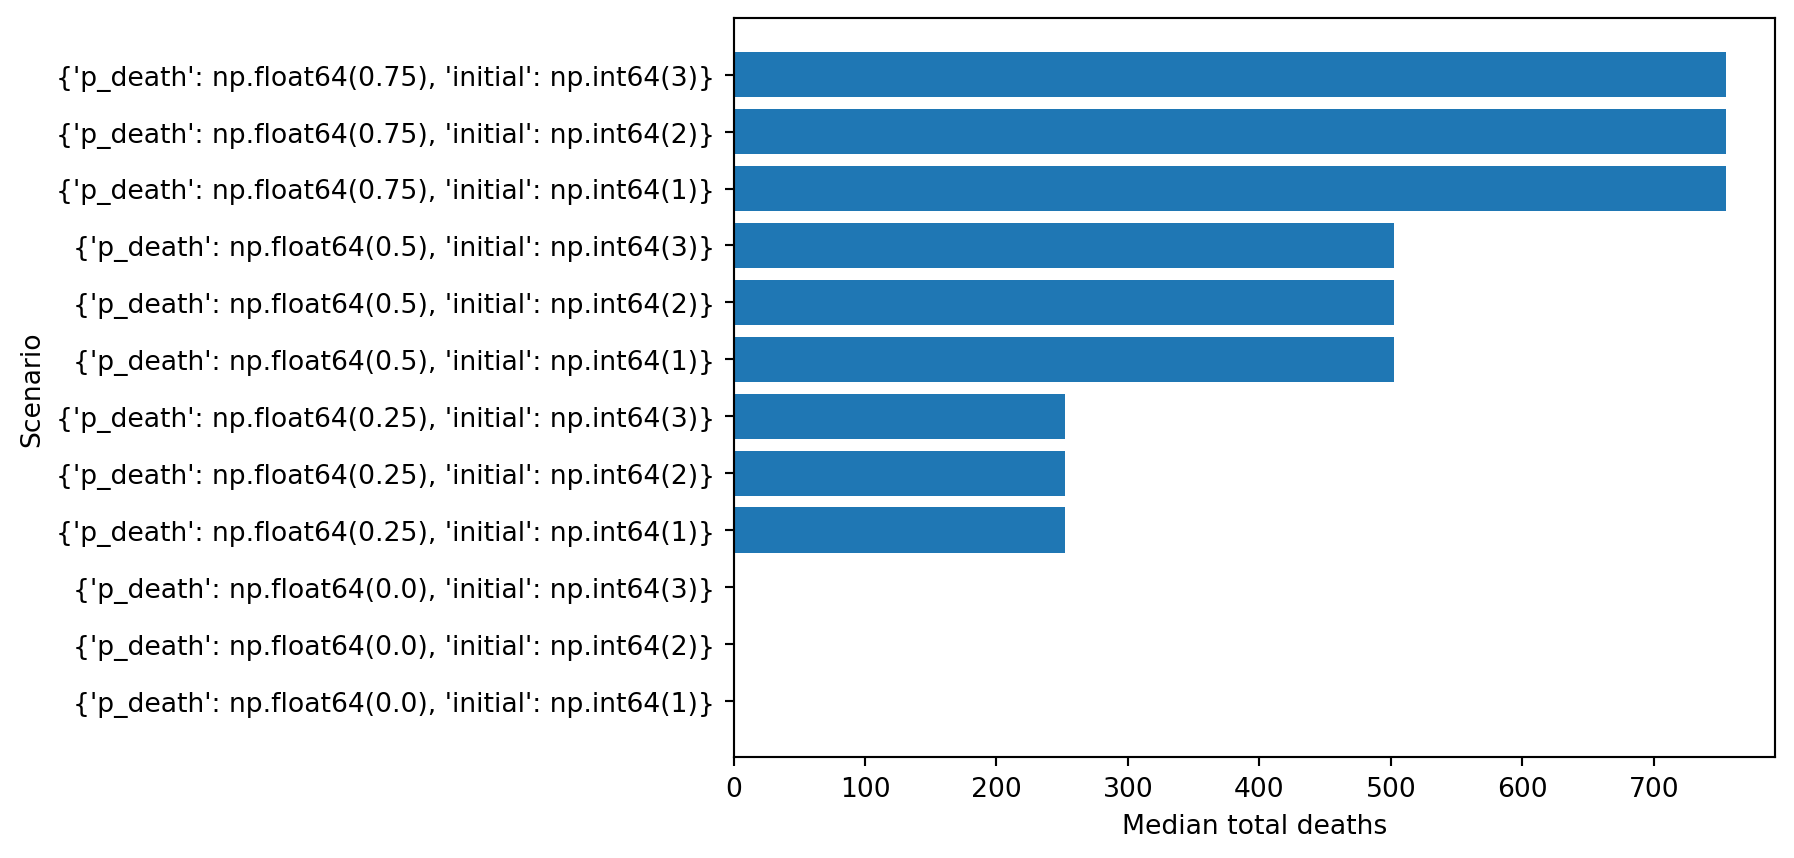 {'p_death': np.float64(0.75), 'initial': np.int64(3)}
{'p_death': np.float64(0.75), 'initial': np.int64(2)}
{'p_death': np.float64(0.75), 'initial': np.int64(1)}
{'p_death': np.float64(0.5), 'initial': np.int64(3)}
{'p_death': np.float64(0.5), 'initial': np.int64(2)}
{'p_death': np.float64(0.5), 'initial': np.int64(1)}
{'p_death': np.float64(0.25), 'initial': np.int64(3)}
{'p_death': np.float64(0.25), 'initial': np.int64(2)}
{'p_death': np.float64(0.25), 'initial': np.int64(1)}
{'p_death': np.float64(0.0), 'initial': np.int64(3)}
{'p_death': np.float64(0.0), 'initial': np.int64(2)}
{'p_death': np.float64(0.0), 'initial': np.int64(1)}
Scenario
0 100 200 300 400 500 600 700
Median total deaths